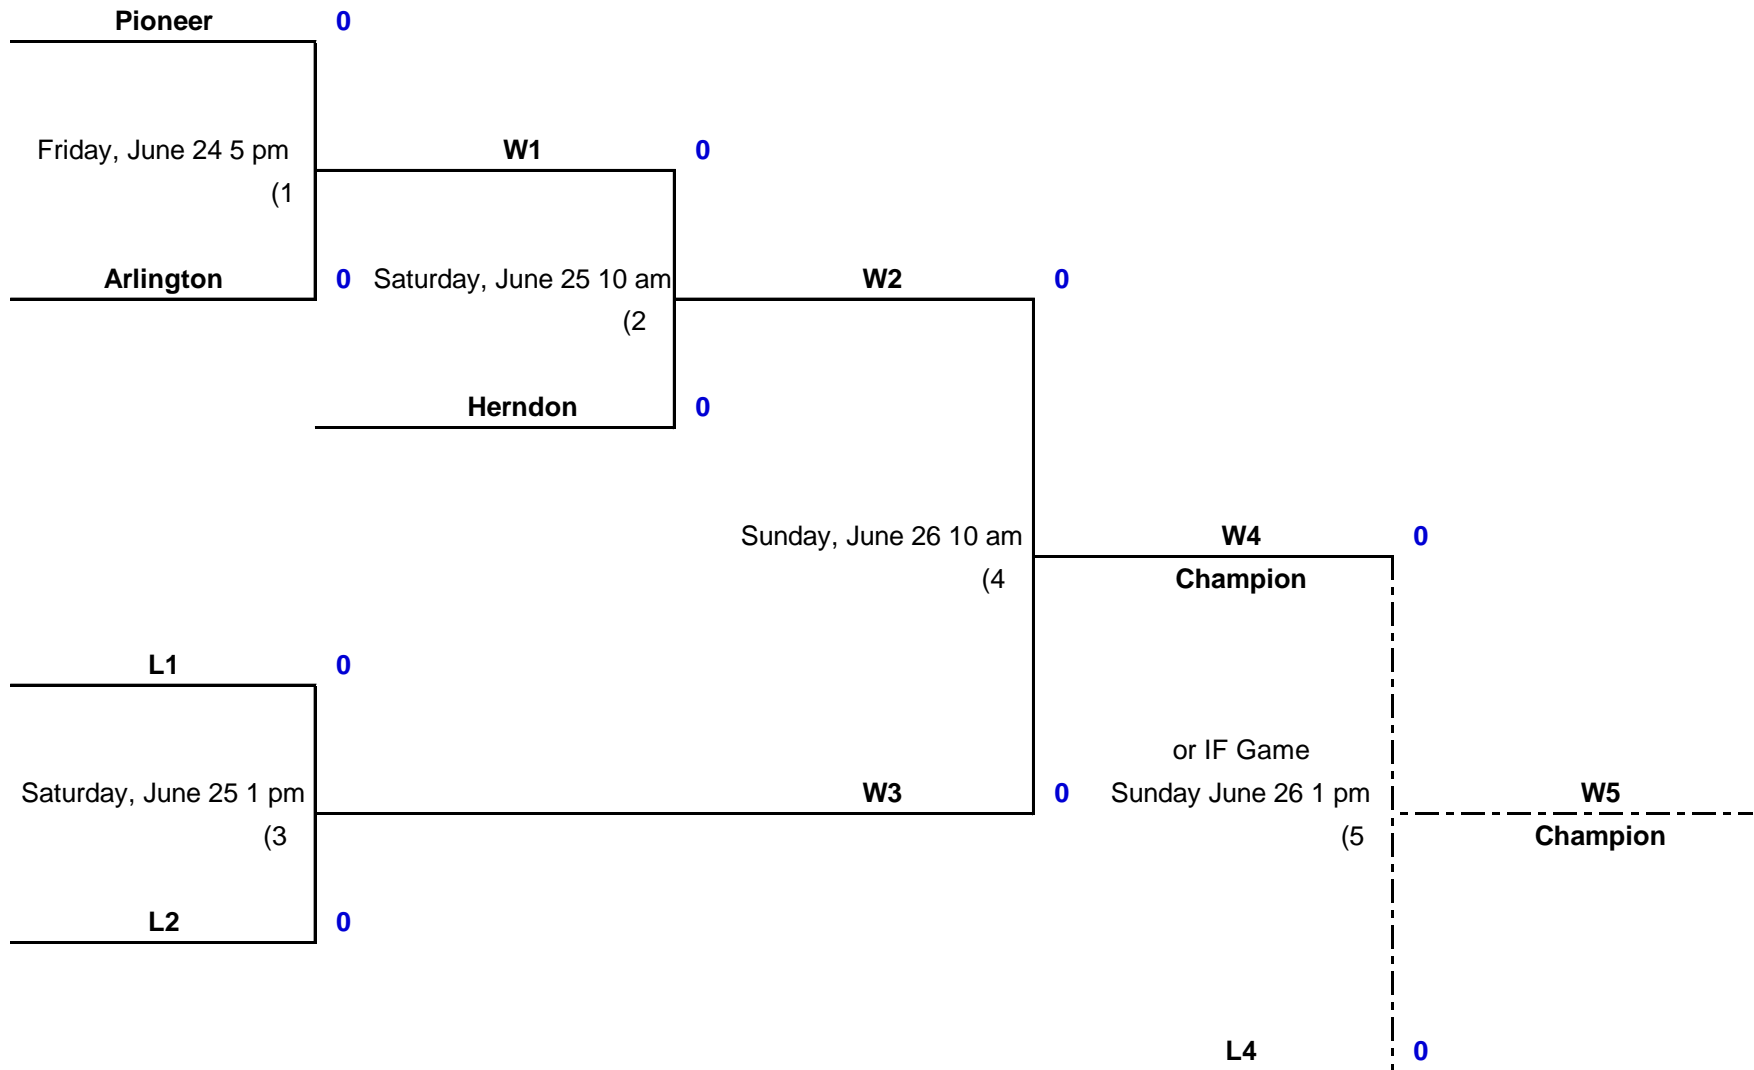 Pioneer 0
Friday, June 24 5 pm W1 0
(1
Arlington 0 Saturday, June 25 10 am W2 0
(2
Herndon 0
Sunday, June 26 10 am W4 0
(4 Champion
L1 0
or IF Game
Saturday, June 25 1 pm W3 0 Sunday June 26 1 pm W5
(3 (5 Champion
L2 0
L4 0